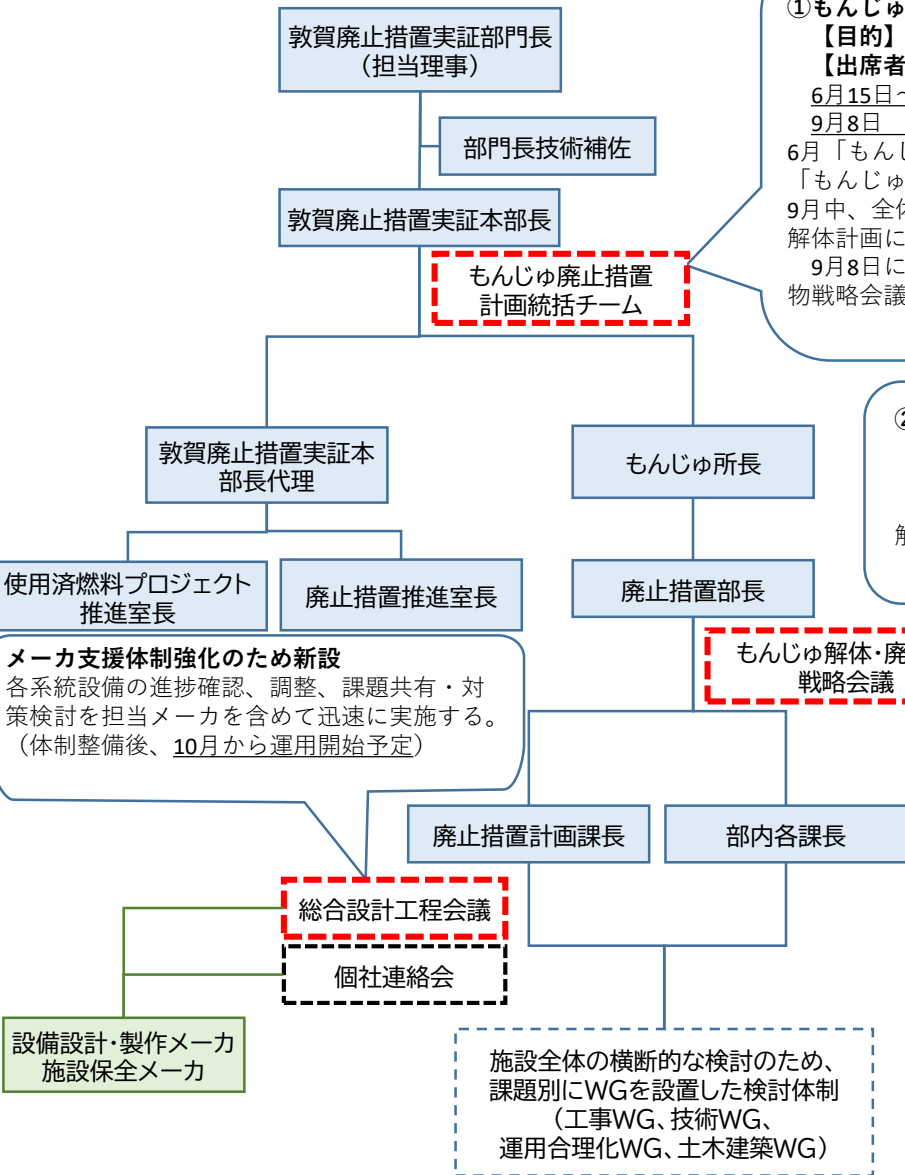 敦賀廃止措置実証部門長
（担当理事）
部門長技術補佐
敦賀廃止措置実証本部長
もんじゅ廃止措置
計画統括チーム
①もんじゅ
【目的】
【出席者
6月15日～
9月8日
6月「もんじ
「もんじゅ
9月中、全体
解体計画に
9月8日に
物戦略会議
②
解
敦賀廃止措置実証本
部長代理
もんじゅ所長
使用済燃料プロジェクト
推進室長
廃止措置推進室長
廃止措置部長
もんじゅ解体・廃
戦略会議
メーカ支援体制強化のため新設
各系統設備の進捗確認、調整、課題共有・対
策検討を担当メーカを含めて迅速に実施する。
（体制整備後、10月から運用開始予定）
廃止措置計画課長
部内各課長
総合設計工程会議
個社連絡会
設備設計・製作メーカ
施設保全メーカ
施設全体の横断的な検討のため、
課題別にWGを設置した検討体制
（工事WG、技術WG、
運用合理化WG、土木建築WG）